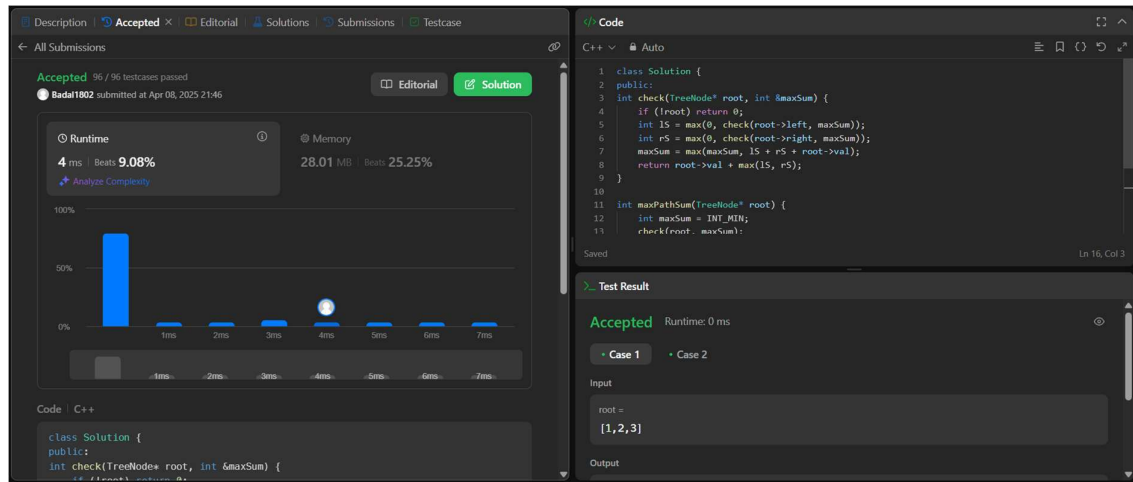 Description | Accepted × | Editorial | Solutions | Submissions | Testcase
← All Submissions
Accepted 96 / 96 testcases passed
Badal1802 submitted at Apr 08, 2025 21:46
Editorial
Solution
Runtime
4 ms | Beats 9.08%
Analyze Complexity
Memory
28.01 MB | Beats 25.25%
100%
50%
0%
1ms 2ms 3ms 4ms 5ms 6ms 7ms
1ms 2ms 3ms 4ms 5ms 6ms 7ms
Code | C++
class Solution {
public:
int check(TreeNode* root, int &maxSum) {
if (!root) return 0;
</> Code
C++ Auto
1 class Solution {
2 public:
3 int check(TreeNode* root, int &maxSum) {
4 if (!root) return 0;
5 int lS = max(0, check(root->left, maxSum));
6 int rS = max(0, check(root->right, maxSum));
7 maxSum = max(maxSum, lS + rS + root->val);
8 return root->val + max(lS, rS);
9 }
10
11 int maxPathSum(TreeNode* root) {
12 int maxSum = INT_MIN;
13 check(root, maxSum);
Saved
Ln 16, Col 3
>_ Test Result
Accepted Runtime: 0 ms
• Case 1 • Case 2
Input
root =
[1,2,3]
Output